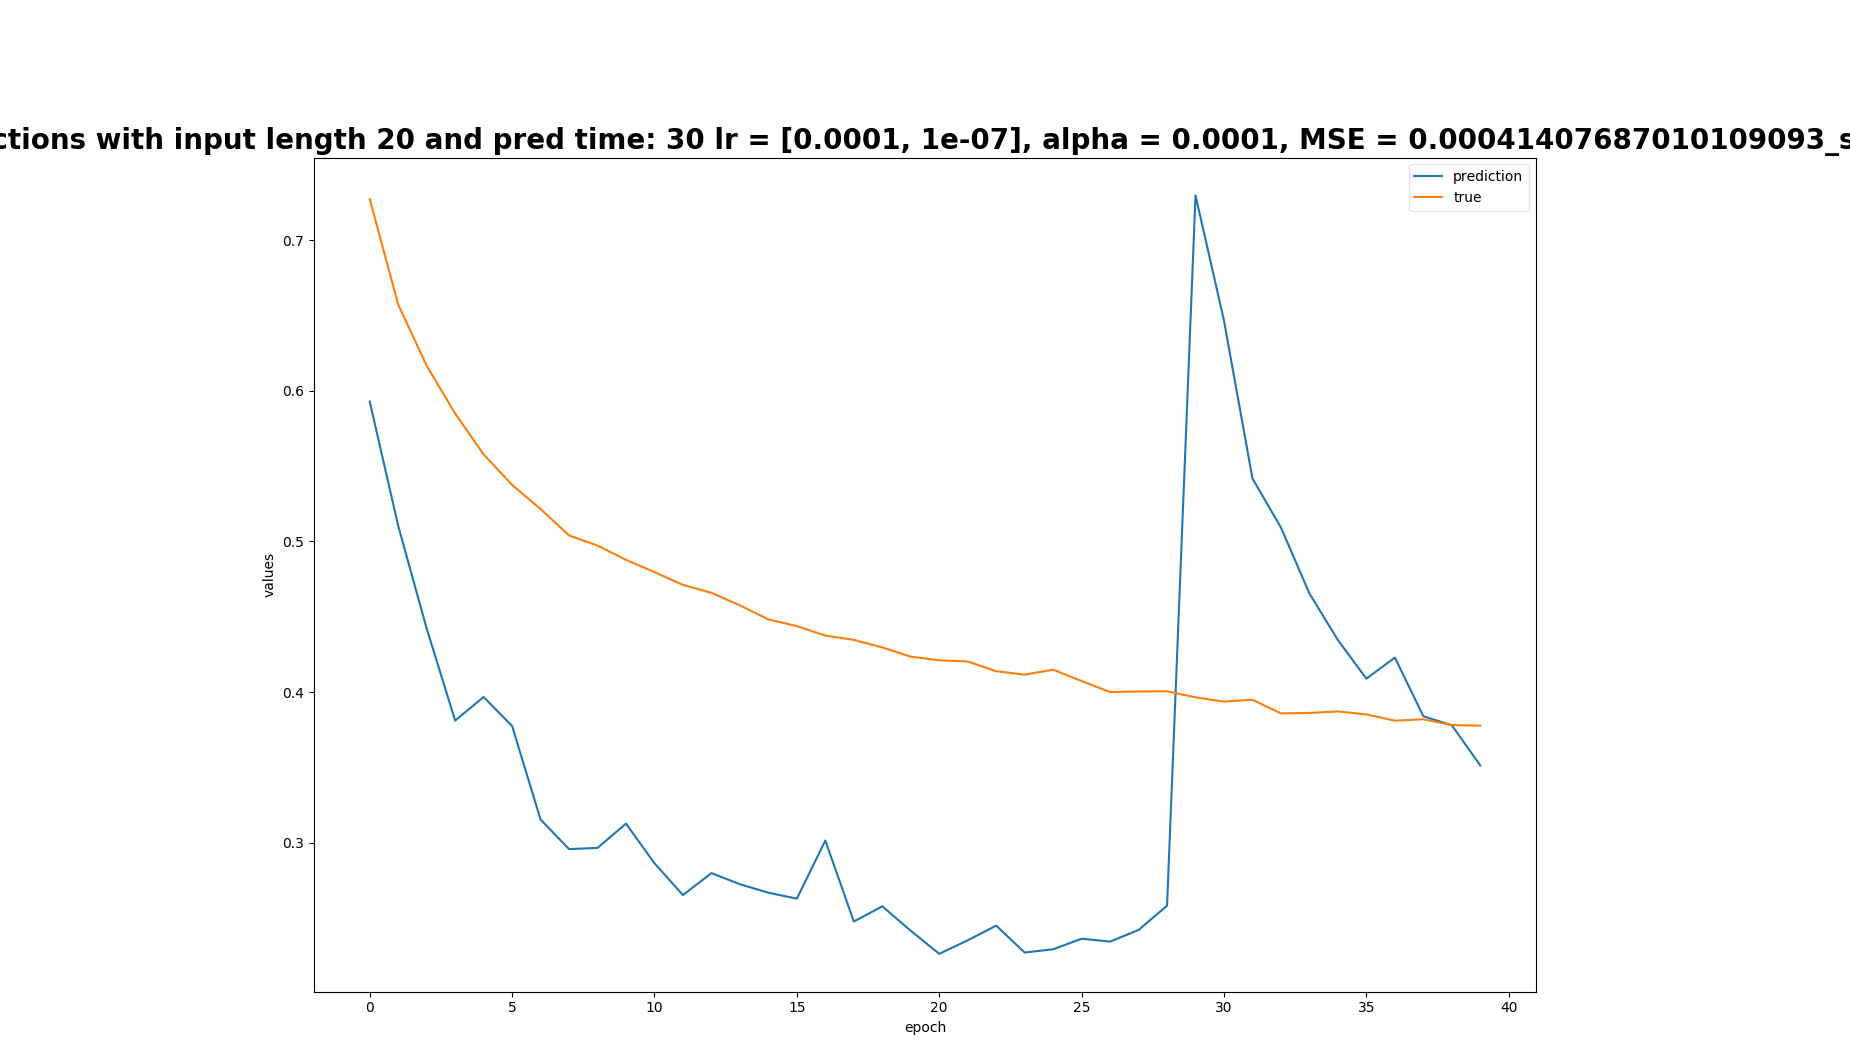 ctions with input length 20 and pred time: 30 lr = [0.0001, 1e-07], alpha = 0.0001, MSE = 0.00041407687010109093_s
prediction
true
0.7
0.6
0.5
0.4
0.3
values
0 5 10 15 20 25 30 35 40
epoch